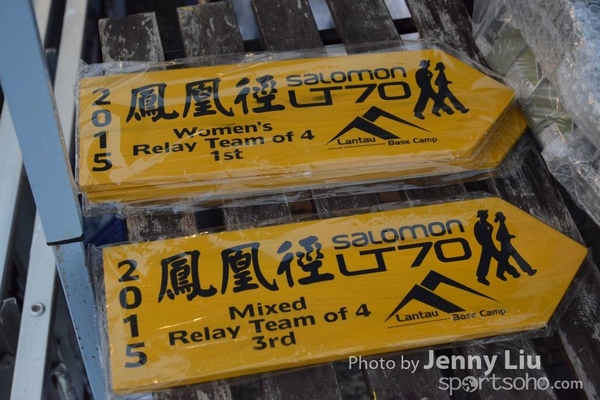 2015
鳳凰徑
SALOMON
LT70
Women's
Relay Team of 4
1st
Lantau Base Camp
2015
鳳凰徑
SALOMON
LT70
Mixed
Relay Team of 4
3rd
Lantau Base Camp
Photo by Jenny Liu
sportsoho.com